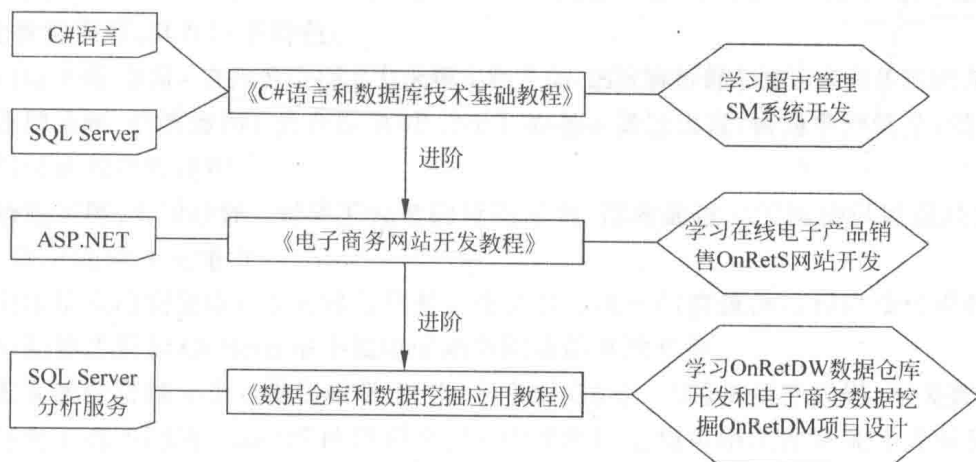 C#语言
SQL Server
《C#语言和数据库技术基础教程》
学习超市管理
SM系统开发
进阶
ASP.NET
《电子商务网站开发教程》
学习在线电子产品销
售OnRetS网站开发
进阶
SQL Server
分析服务
《数据仓库和数据挖掘应用教程》
学习OnRetDW数据仓库
开发和电子商务数据挖
掘OnRetDM项目设计